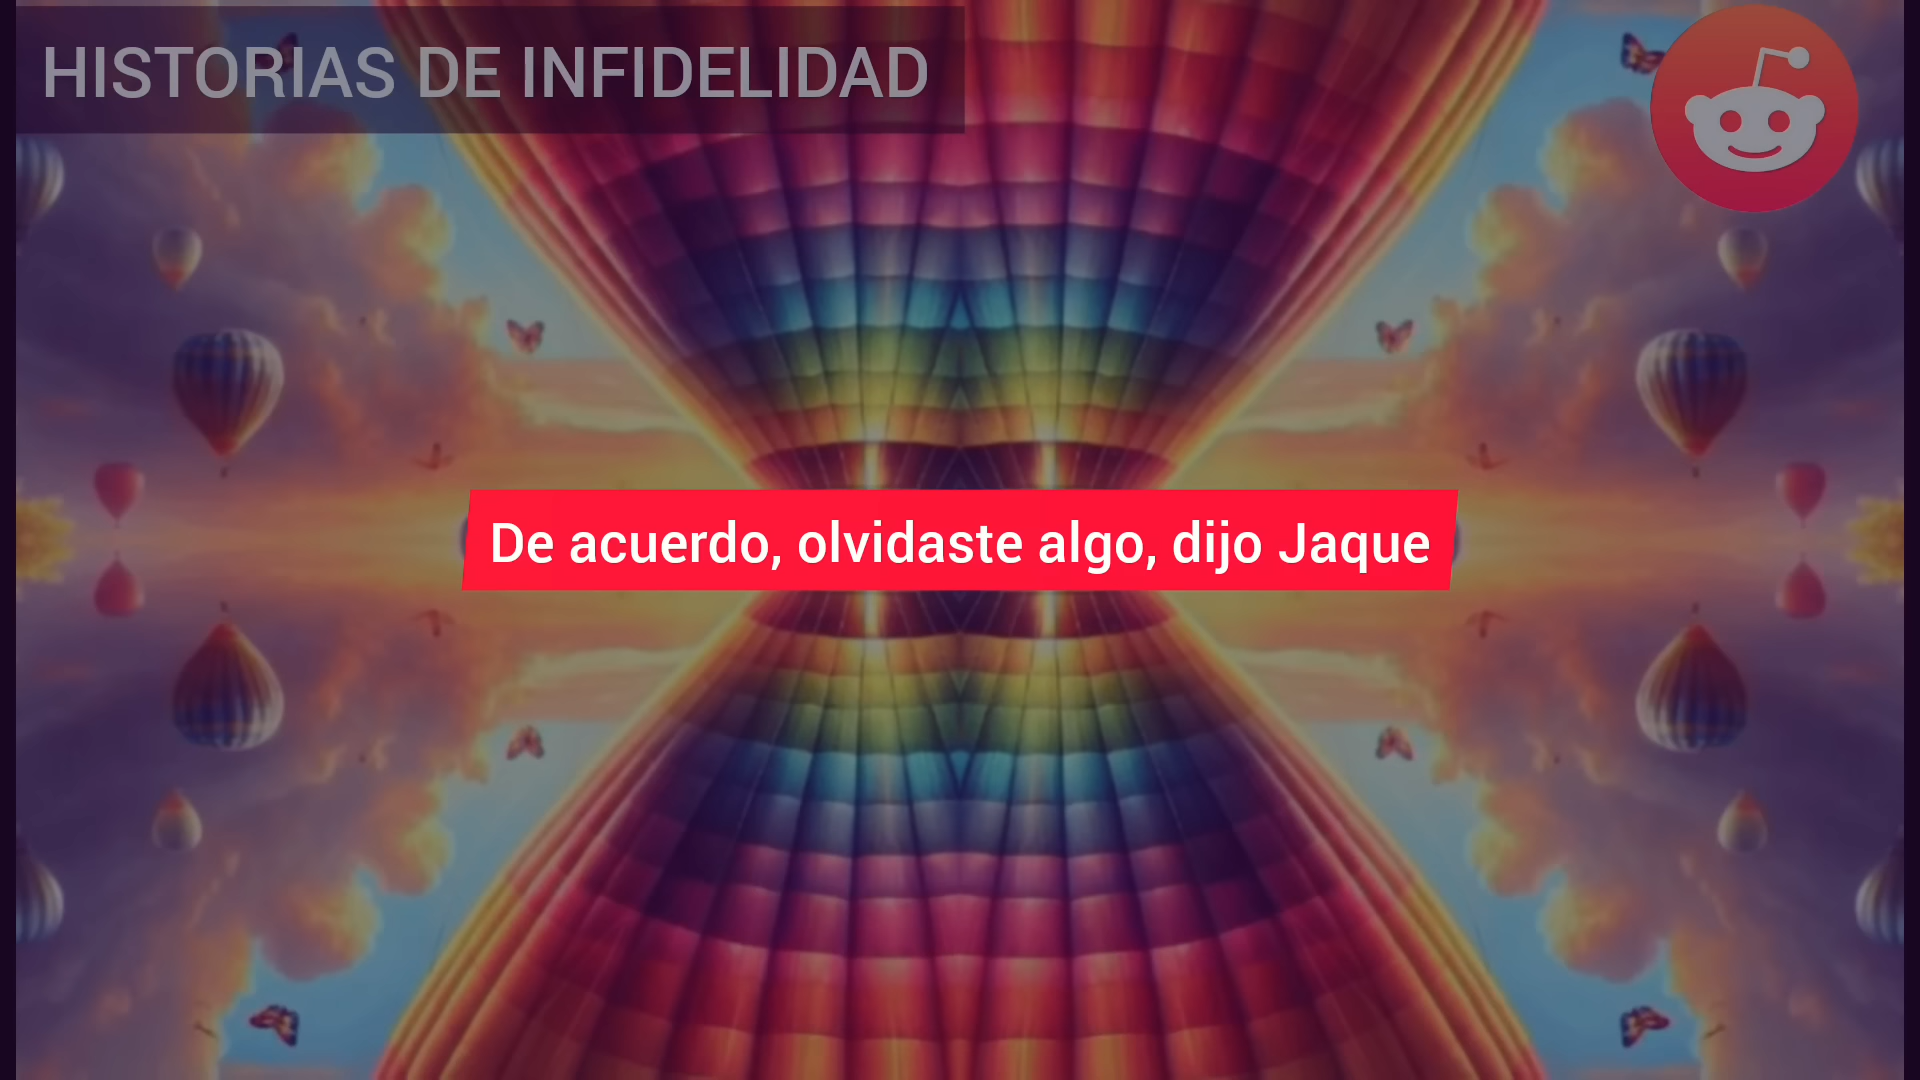 HISTORIAS DE INFIDELIDAD
De acuerdo, olvidaste algo, dijo Jaque